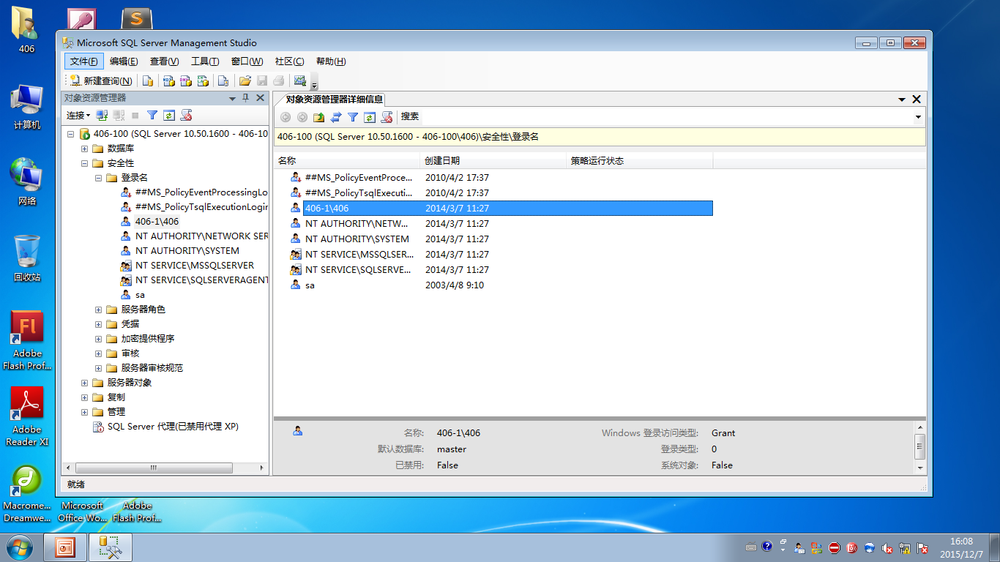 406
计算机
网络
回收站
Adobe
Flash Prof...
Adobe
Reader XI
Macrome...
Dreamwe...
Microsoft
Office Wo...
Adobe
Flash Prof...
Microsoft SQL Server Management Studio
文件(F) 编辑(E) 查看(V) 工具(T) 窗口(W) 社区(C) 帮助(H)
新建查询(N)
对象资源管理器
连接
406-100 (SQL Server 10.50.1600 - 406-10
数据库
安全性
登录名
##MS_PolicyEventProcessingLo
##MS_PolicyTsqlExecutionLogin
406-1\406
NT AUTHORITY\NETWORK SER
NT AUTHORITY\SYSTEM
NT SERVICE\MSSQLSERVER
NT SERVICE\SQLSERVERAGENT
sa
服务器角色
凭据
加密提供程序
审核
服务器审核规范
服务器对象
复制
管理
SQL Server 代理(已禁用代理 XP)
对象资源管理器详细信息
搜索
406-100 (SQL Server 10.50.1600 - 406-100\406)\安全性\登录名
名称 创建日期 策略运行状态
##MS_PolicyEventProce... 2010/4/2 17:37
##MS_PolicyTsqlExecuti... 2010/4/2 17:37
406-1\406 2014/3/7 11:27
NT AUTHORITY\NETW... 2014/3/7 11:27
NT AUTHORITY\SYSTEM 2014/3/7 11:27
NT SERVICE\MSSQLSER... 2014/3/7 11:27
NT SERVICE\SQLSERVE... 2014/3/7 11:27
sa 2003/4/8 9:10
名称: 406-1\406 Windows 登录访问类型: Grant
默认数据库: master 登录类型: 0
已禁用: False 系统对象: False
就绪
16:08
2015/12/7